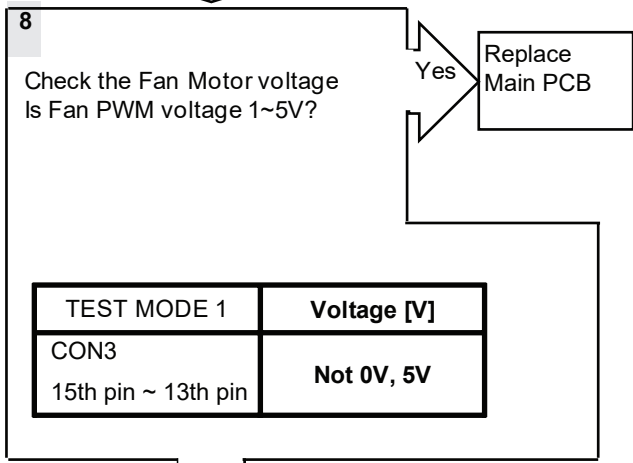 8
Check the Fan Motor voltage
Is Fan PWM voltage 1~5V?
Yes
Replace
Main PCB
TEST MODE 1
Voltage [V]
CON3
15th pin ~ 13th pin
Not 0V, 5V